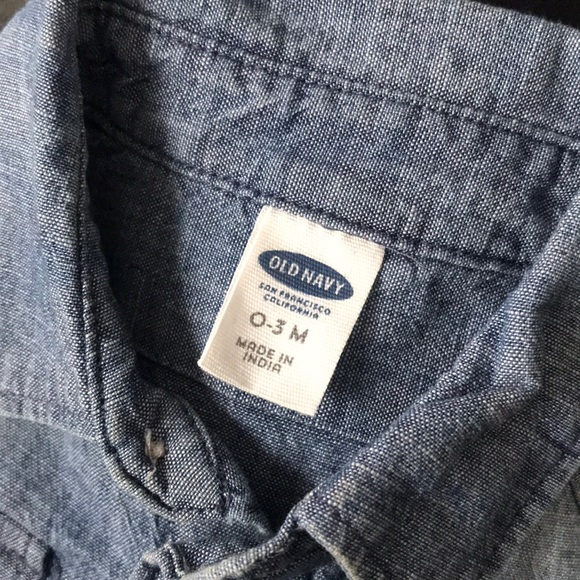 OLD NAVY
SAN FRANCISCO
CALIFORNIA
0-3 M
MADE IN
INDIA